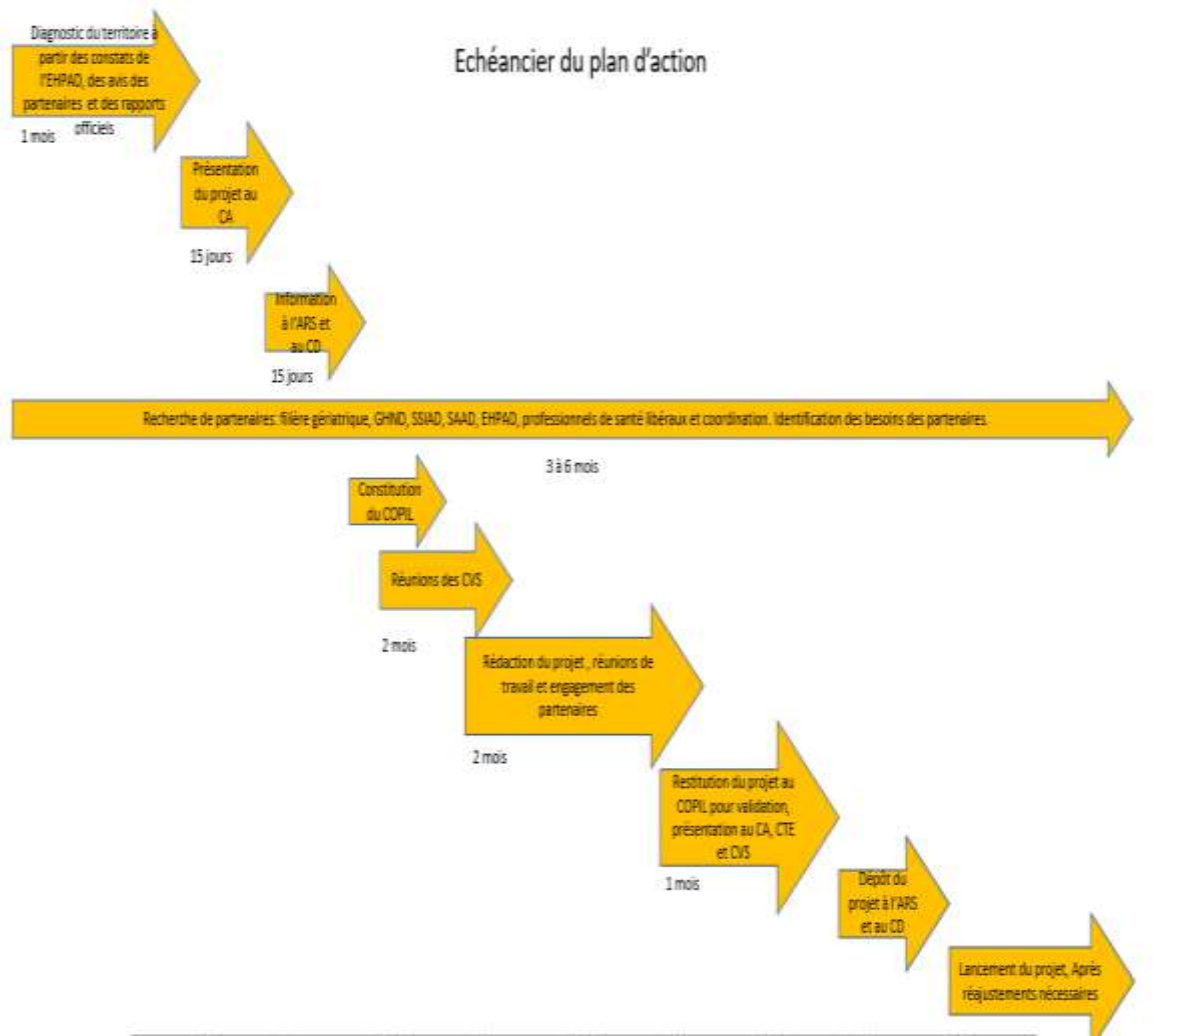 Echéancier du plan d'action
Diagnostic du territoire à
partir des constats de
l'EHPAD, des avis des
partenaires et des rapports
officiels
1 mois
Présentation
du projet au
CA
15 jours
Information
à l'ARS et
au CD
15 jours
Recherche de partenaires: filière gériatrique, GHND, SSIAD, SAAD, EHPAD, professionnels de santé libéraux et coordination. Identification des besoins des partenaires.
3 à 6 mois
Constitution
du COPIL
Réunions des CVS
2 mois
Rédaction du projet , réunions de
travail et engagement des
partenaires
2 mois
Restitution du projet au
COPIL pour validation,
présentation au CA, CTE
et CVS
1 mois
Dépôt du
projet à l'ARS
et au CD
Lancement du projet, Après
réajustements nécessaires